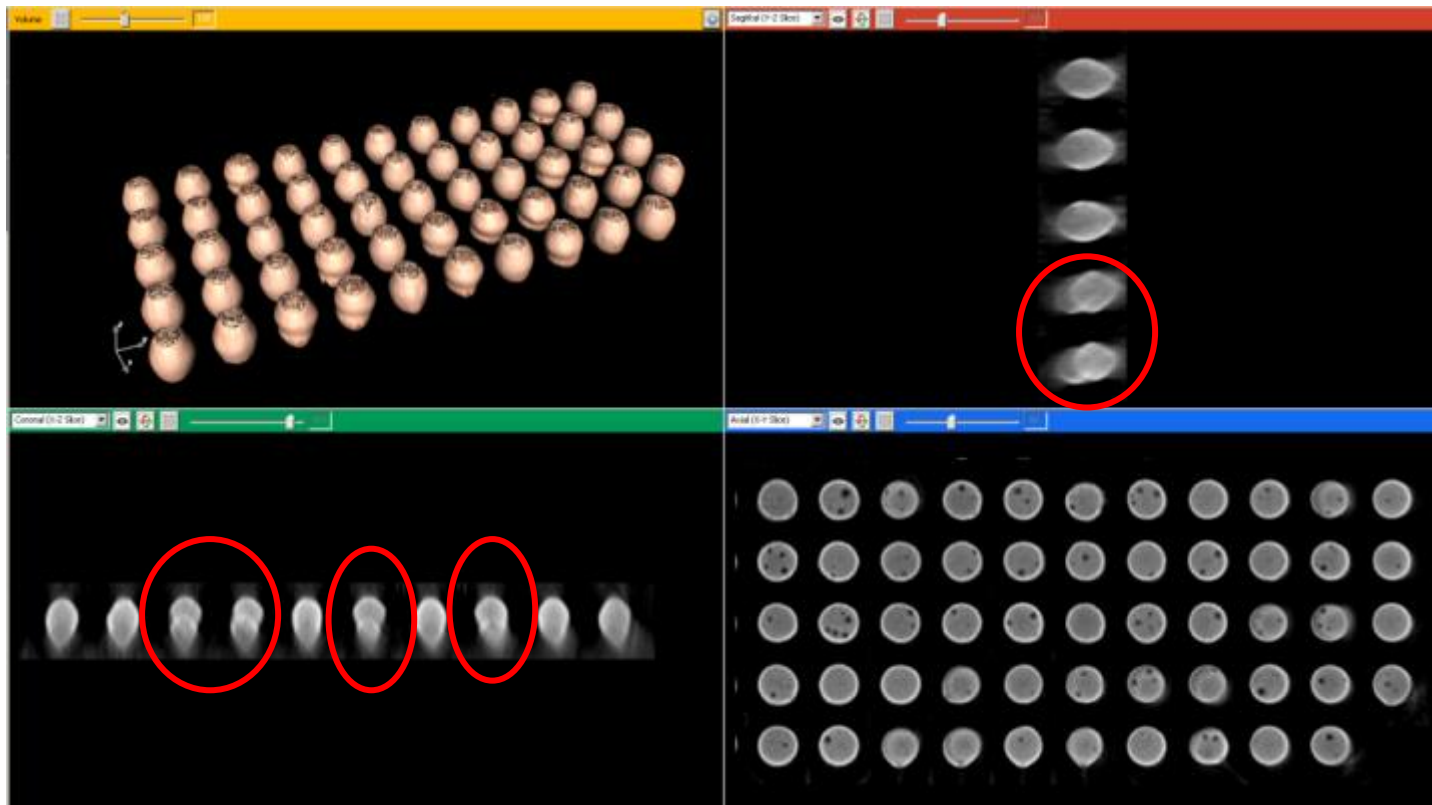 Volume
Sagittal (Y-Z Slice)
Coronal (X-Z Slice)
Axial (X-Y Slice)